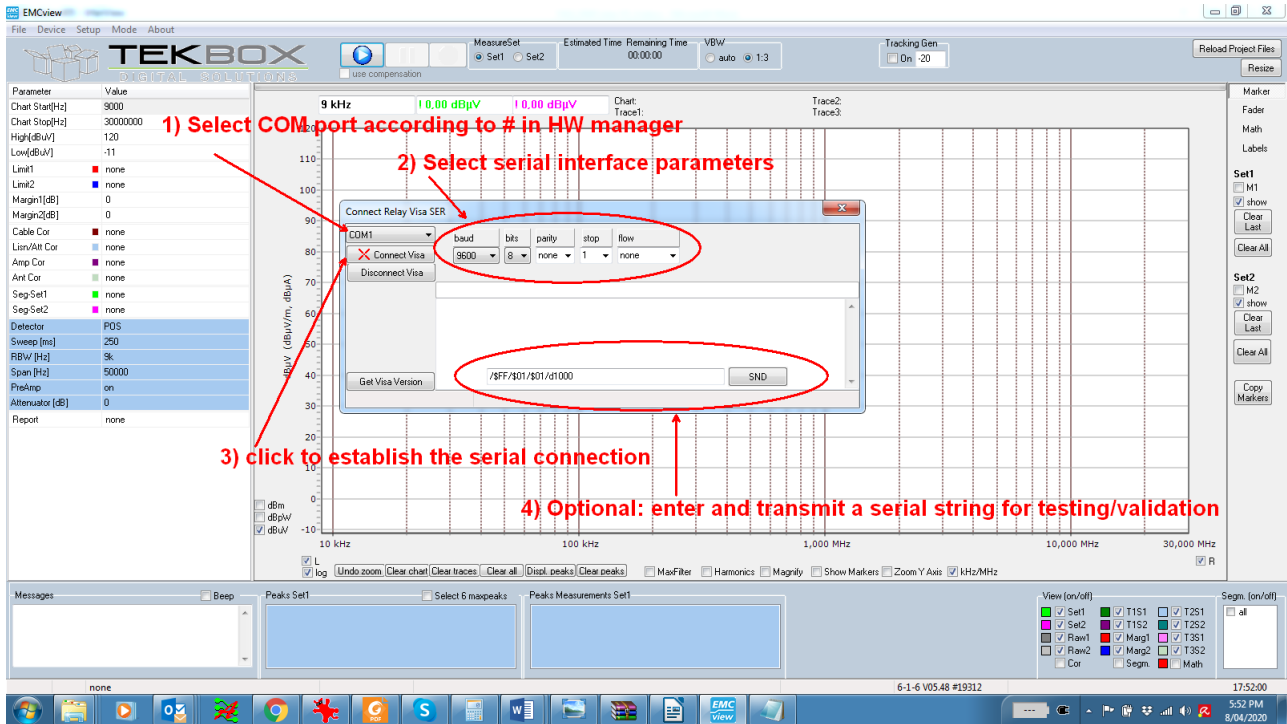 EMCview
File Device Setup Mode About
TEKBOX
DIGITAL SOLUTIONS
use compensation
MeasureSet
Set1 Set2
Estimated Time Remaining Time
00:00:00
VBW
auto 1:3
Tracking Gen
On -20
Reload Project Files
Resize
Parameter Value
Chart Start[Hz] 9000
Chart Stop[Hz] 30000000
High[dBuV] 120
Low[dBuV] -11
Limit1 none
Limit2 none
Margin1[dB] 0
Margin2[dB] 0
Cable Cor none
Lisn/Att Cor none
Amp Cor none
Ant Cor none
Seg-Set1 none
Seg-Set2 none
Detector POS
Sweep [ms] 250
RBW [Hz] 9k
Span [Hz] 50000
PreAmp on
Attenuator [dB] 0
Report none
9 kHz
0,00 dBµV
0,00 dBµV
Chart:
Trace1:
Trace2:
Trace3:
1) Select COM port according to # in HW manager
2) Select serial interface parameters
Connect Relay Visa SER
COM1
Connect Visa
Disconnect Visa
baud bits parity stop flow
9600 8 none 1 none
Get Visa Version
/$FF/$01/$01/d1000
SND
3) click to establish the serial connection
4) Optional: enter and transmit a serial string for testing/validation
dBµV (dBµV/m, dBµA)
120
110
100
90
80
70
60
50
40
30
20
10
0
-10
dBm
dBpW
dBuV
10 kHz 100 kHz 1,000 MHz 10,000 MHz 30,000 MHz
L
log
Undo zoom Clear chart Clear traces Clear all Displ. peaks Clear peaks MaxFilter Harmonics Magnify Show Markers Zoom Y Axis kHz/MHz
R
Marker
Fader
Math
Labels
Set1
M1
show
Clear
Last
Clear All
Set2
M2
show
Clear
Last
Clear All
Copy
Markers
Messages Beep
Peaks Set1 Select 6 maxpeaks
Peaks Measurements Set1
View (on/off)
Set1 T1S1 T2S1
Set2 T1S2 T2S2
Raw1 Marg1 T3S1
Raw2 Marg2 T3S2
Cor Segm. Math
Segm. (on/off)
all
none
6-1-6 V05.48 #19312
17:52:00
EMC
view
5:52 PM
8/04/2020